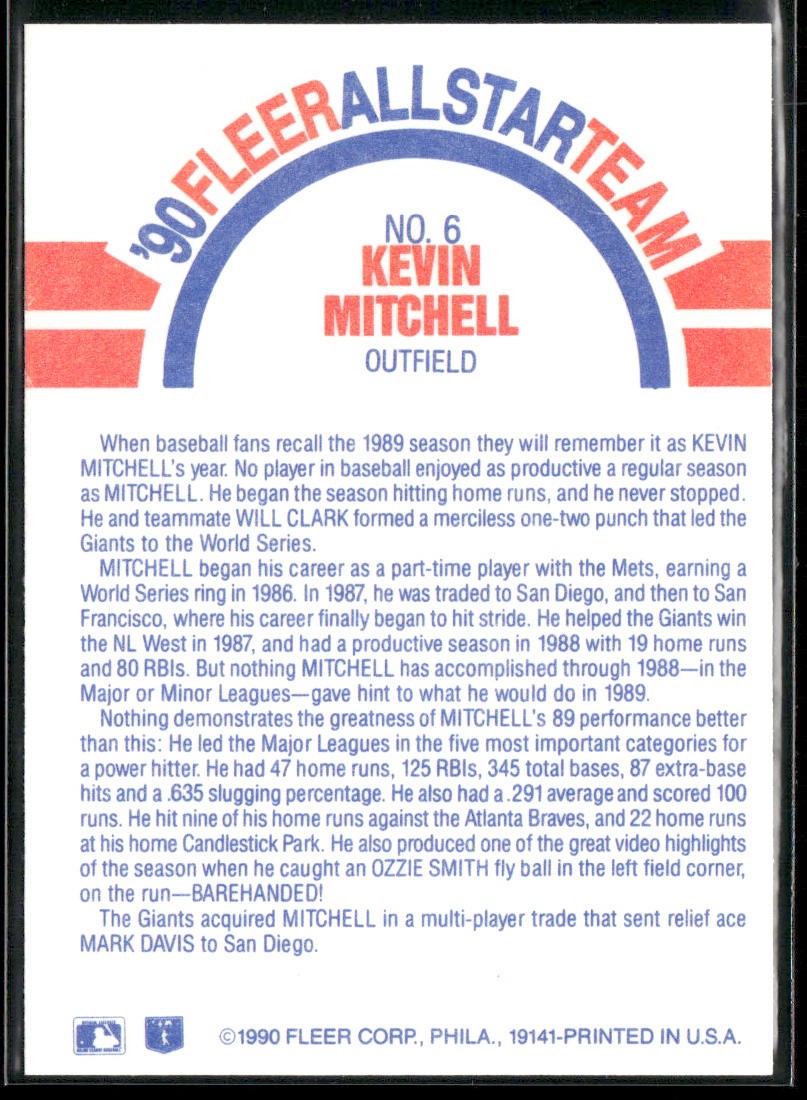 '90 FLEER ALL STAR TEAM
NO. 6
KEVIN
MITCHELL
OUTFIELD
When baseball fans recall the 1989 season they will remember it as KEVIN
MITCHELL's year. No player in baseball enjoyed as productive a regular season
as MITCHELL. He began the season hitting home runs, and he never stopped.
He and teammate WILL CLARK formed a merciless one-two punch that led the
Giants to the World Series.
MITCHELL began his career as a part-time player with the Mets, earning a
World Series ring in 1986. In 1987, he was traded to San Diego, and then to San
Francisco, where his career finally began to hit stride. He helped the Giants win
the NL West in 1987, and had a productive season in 1988 with 19 home runs
and 80 RBIs. But nothing MITCHELL has accomplished through 1988—in the
Major or Minor Leagues—gave hint to what he would do in 1989.
Nothing demonstrates the greatness of MITCHELL's 89 performance better
than this: He led the Major Leagues in the five most important categories for
a power hitter. He had 47 home runs, 125 RBIs, 345 total bases, 87 extra-base
hits and a .635 slugging percentage. He also had a .291 average and scored 100
runs. He hit nine of his home runs against the Atlanta Braves, and 22 home runs
at his home Candlestick Park. He also produced one of the great video highlights
of the season when he caught an OZZIE SMITH fly ball in the left field corner,
on the run—BAREHANDED!
The Giants acquired MITCHELL in a multi-player trade that sent relief ace
MARK DAVIS to San Diego.
©1990 FLEER CORP., PHILA., 19141-PRINTED IN U.S.A.